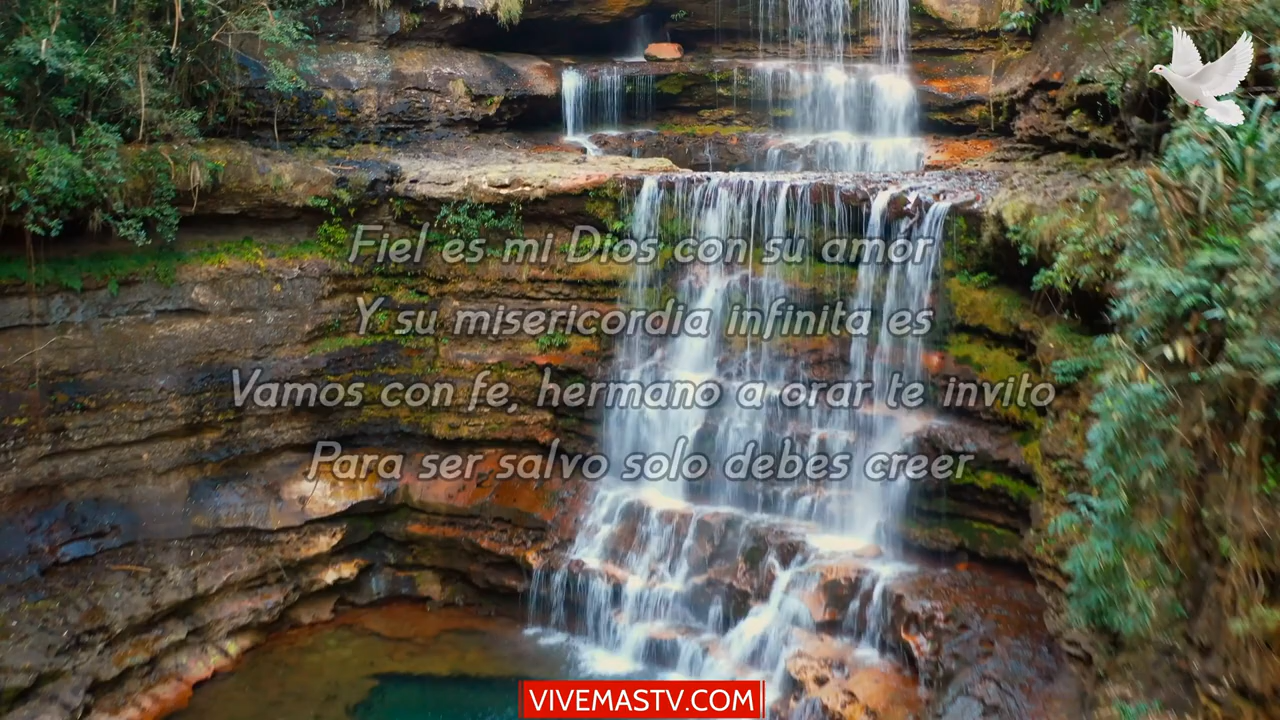 Fiel es mi Dios con su amor
Y su misericordia infinita es
Vamos con fe, hermano a orar te invito
Para ser salvo solo debes creer
VIVEMASTV.COM